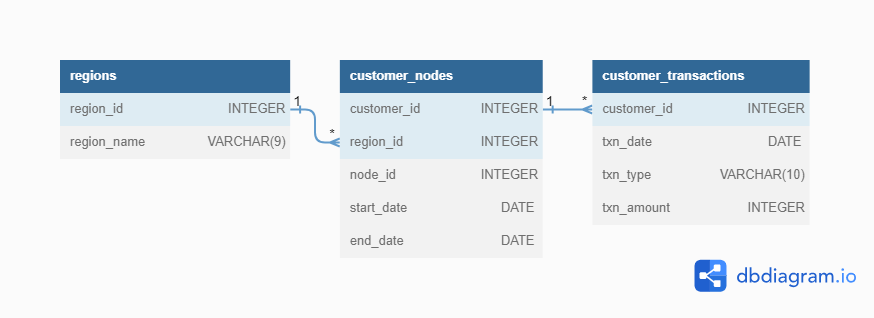 regions
region_id INTEGER
region_name VARCHAR(9)
1
*
customer_nodes
customer_id INTEGER
region_id INTEGER
node_id INTEGER
start_date DATE
end_date DATE
1
*
customer_transactions
customer_id INTEGER
txn_date DATE
txn_type VARCHAR(10)
txn_amount INTEGER
dbdiagram.io